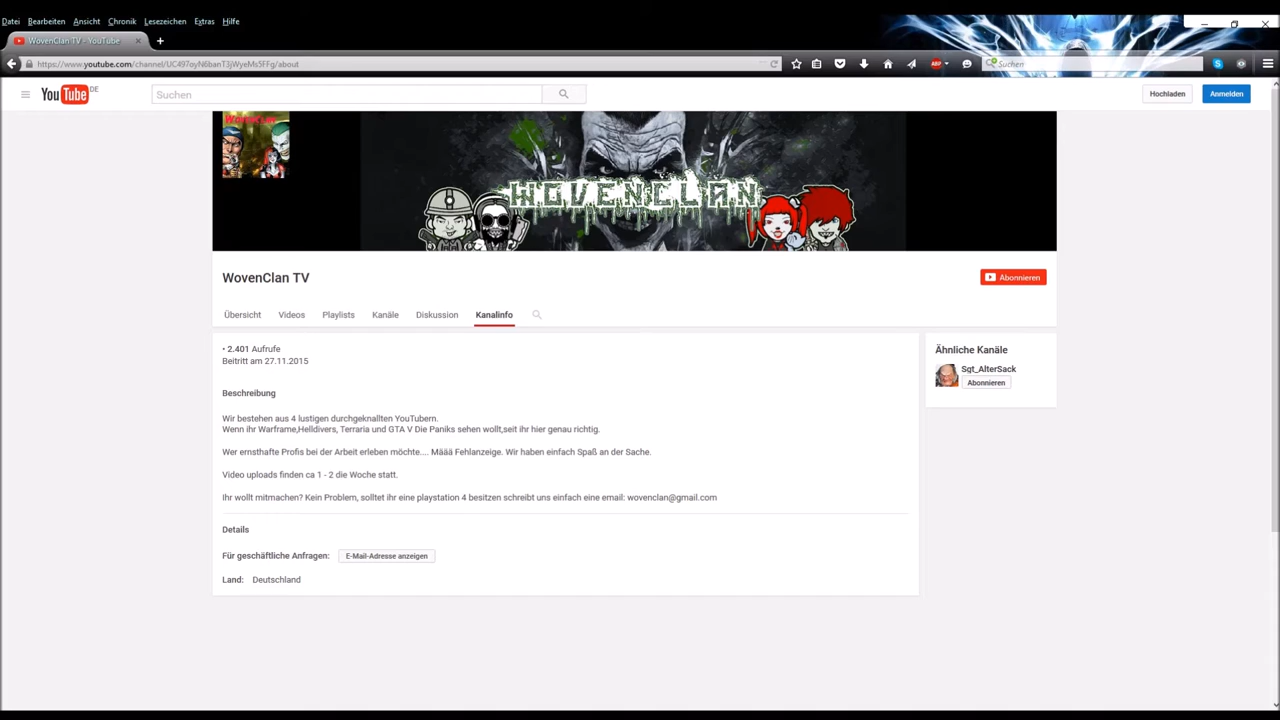 Datei Bearbeiten Ansicht Chronik Lesezeichen Extras Hilfe
WovenClan TV - YouTube
https://www.youtube.com/channel/UC497oyN6banT3jWyeMs5FFg/about
ABP
Suchen
YouTube DE
Suchen
Hochladen
Anmelden
WovenClan
WOVENCLAN
WovenClan TV
Abonnieren
Übersicht Videos Playlists Kanäle Diskussion Kanalinfo
• 2.401 Aufrufe
Beitritt am 27.11.2015
Beschreibung
Wir bestehen aus 4 lustigen durchgeknallten YouTubern.
Wenn ihr Warframe,Helldivers, Terraria und GTA V Die Paniks sehen wollt,seit ihr hier genau richtig.
Wer ernsthafte Profis bei der Arbeit erleben möchte.... Määä Fehlanzeige. Wir haben einfach Spaß an der Sache.
Video uploads finden ca 1 - 2 die Woche statt.
Ihr wollt mitmachen? Kein Problem, solltet ihr eine playstation 4 besitzen schreibt uns einfach eine email: wovenclan@gmail.com
Details
Für geschäftliche Anfragen: E-Mail-Adresse anzeigen
Land: Deutschland
Ähnliche Kanäle
Sgt_AlterSack
Abonnieren